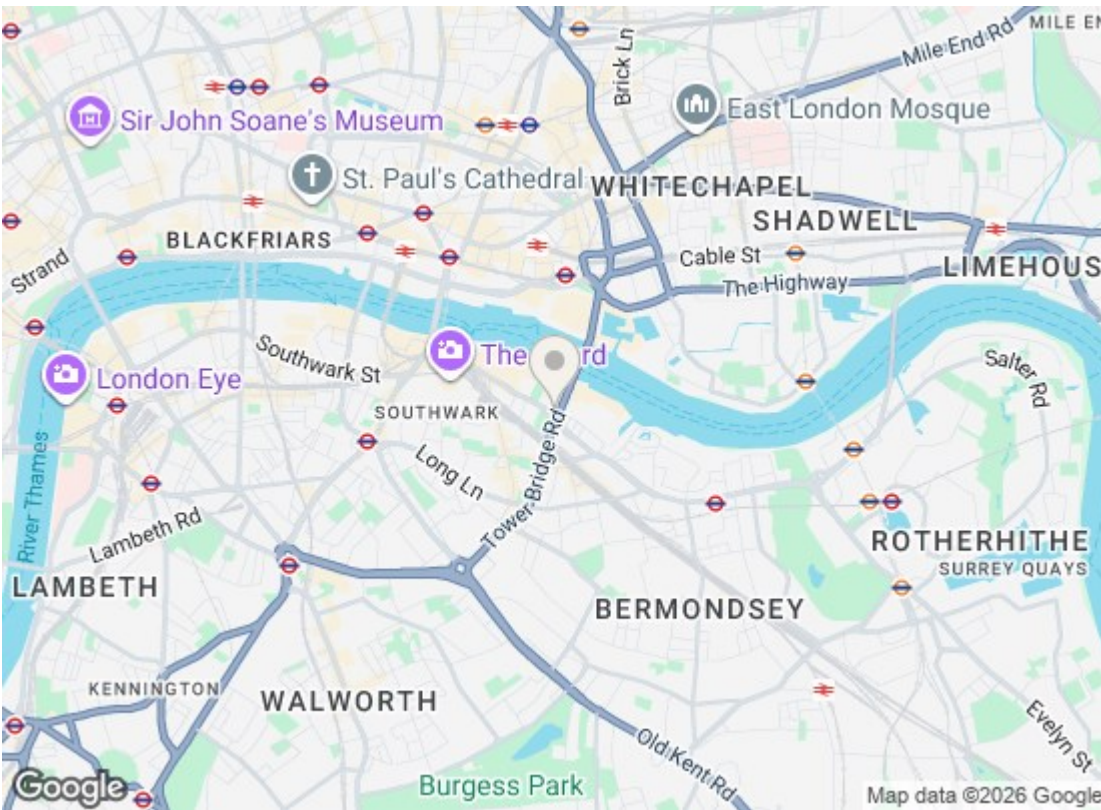 MILE EN
Mile End Rd
Brick Ln
East London Mosque
Sir John Soane's Museum
St. Paul's Cathedral
WHITECHAPEL
SHADWELL
BLACKFRIARS
Cable St
Strand
LIMEHOUS
The Highway
The
rd
Southwark St
London Eye
Salter Rd
SOUTHWARK
Tower Bridge Rd
Long Ln
River Thames
Lambeth Rd
ROTHERHITHE
SURREY QUAYS
LAMBETH
BERMONDSEY
KENNINGTON
WALWORTH
Old Kent Rd
Evelyn St
Burgess Park
Google
Map data ©2026 Google